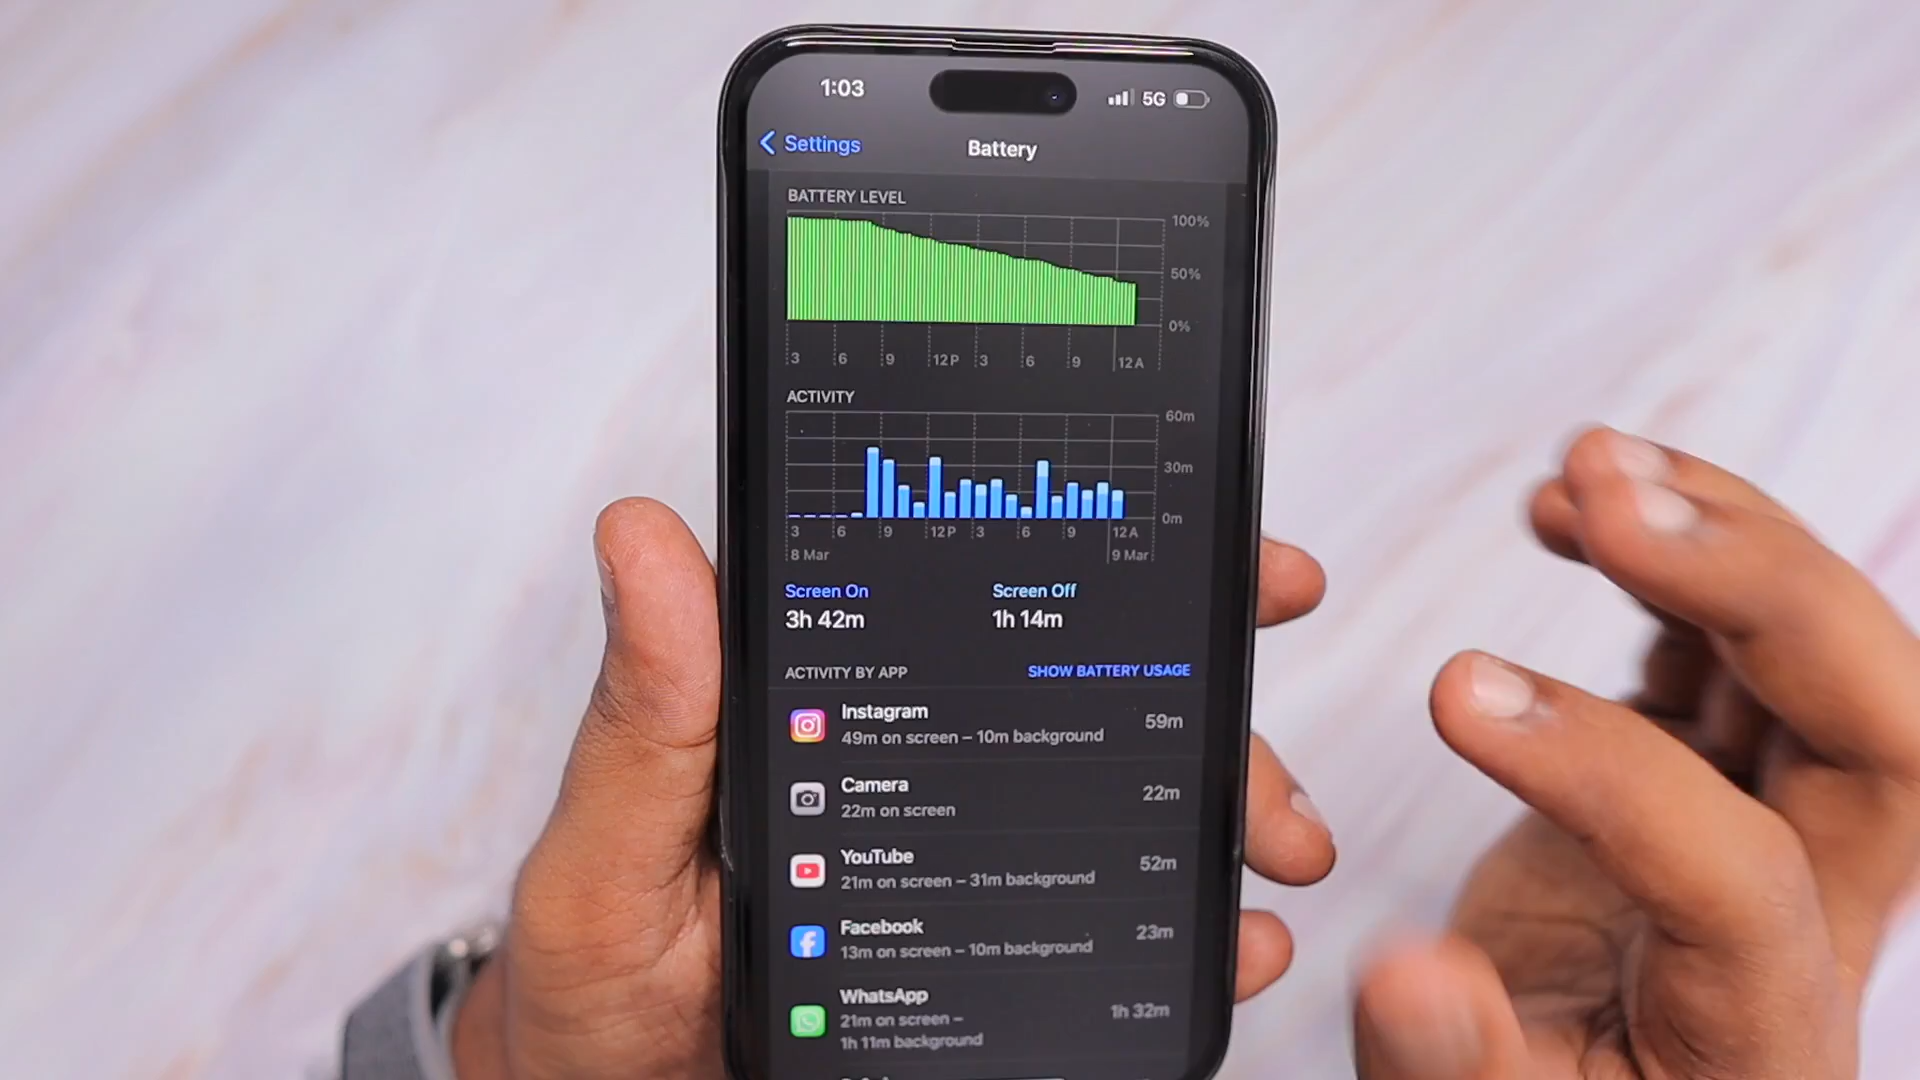 1:03
5G
Settings
Battery
BATTERY LEVEL
100%
50%
0%
3 6 9 12 P 3 6 9 12 A
ACTIVITY
60m
30m
0m
3 6 9 12 P 3 6 9 12 A
8 Mar 9 Mar
Screen On Screen Off
3h 42m 1h 14m
ACTIVITY BY APP SHOW BATTERY USAGE
Instagram
49m on screen – 10m background
59m
Camera
22m on screen
22m
YouTube
21m on screen – 31m background
52m
Facebook
13m on screen – 10m background
23m
WhatsApp
21m on screen –
1h 11m background
1h 32m